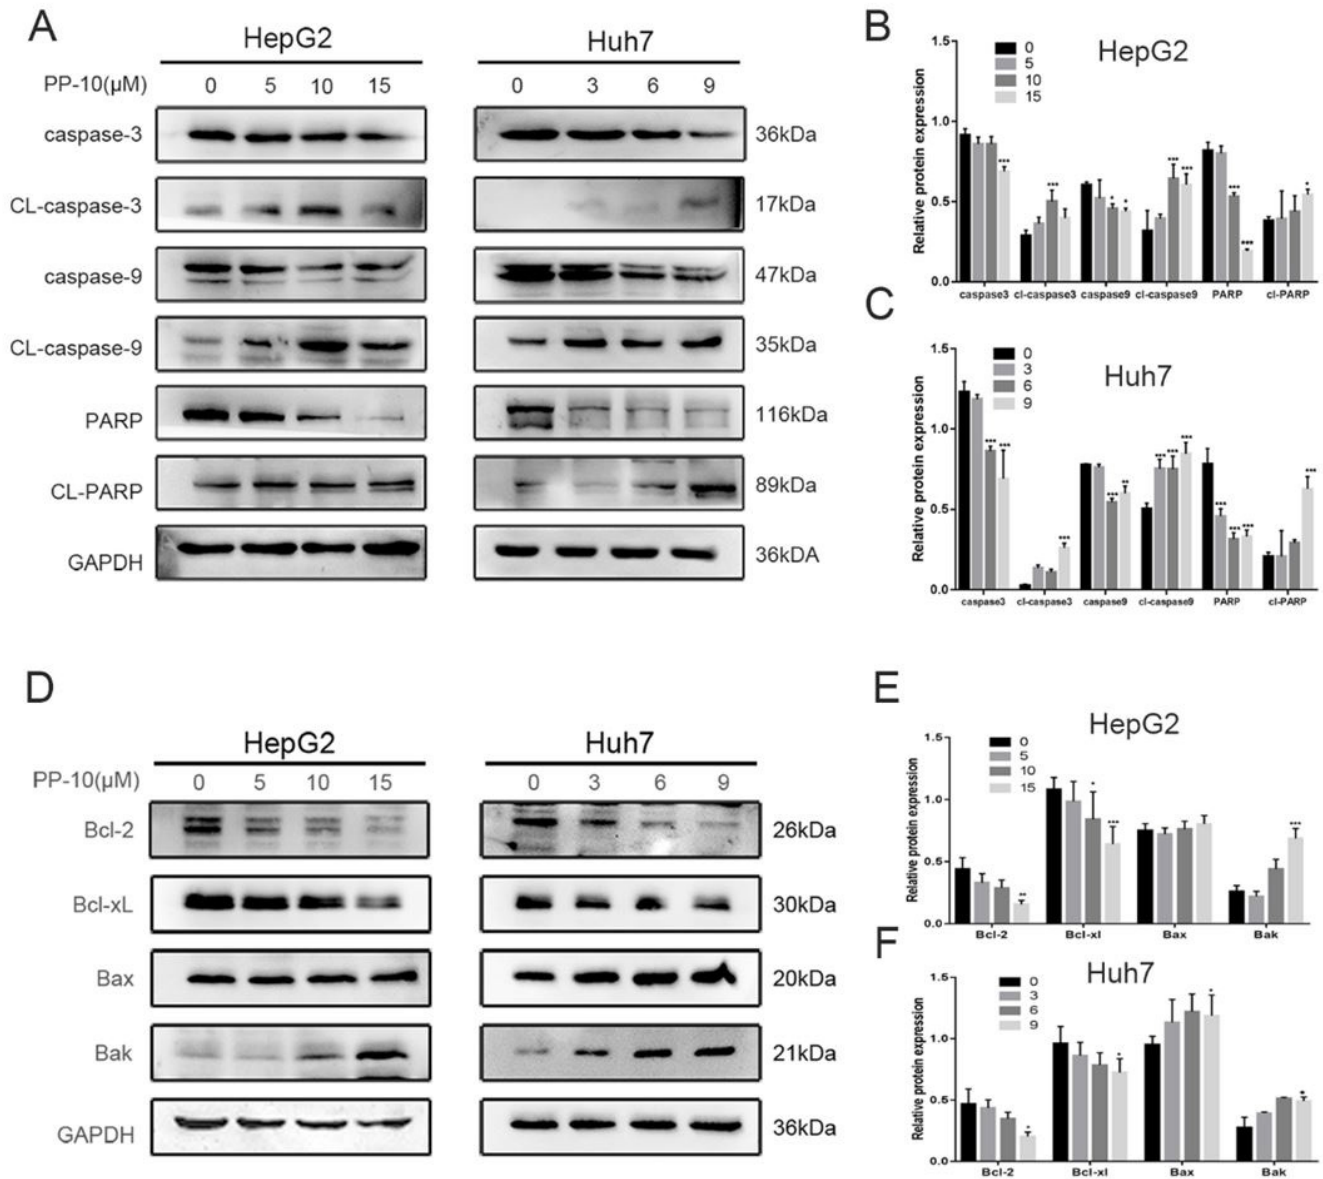 A
HepG2
Huh7
PP-10(μM)
0 5 10 15
0 3 6 9
caspase-3
36kDa
CL-caspase-3
17kDa
caspase-9
47kDa
CL-caspase-9
35kDa
PARP
116kDa
CL-PARP
89kDa
GAPDH
36kDA
B
HepG2
0
5
10
15
Relative protein expression
1.5
1.0
0.5
0.0
***
***
*
*
***
***
***
***
*
caspase3 cl-caspase3 caspase9 cl-caspase9 PARP cl-PARP
C
Huh7
0
3
6
9
Relative protein expression
1.5
1.0
0.5
0.0
*** ***
***
*** **
*** *** ***
*** *** ***
***
caspase3 cl-caspase3 caspase9 cl-caspase9 PARP cl-PARP
D
HepG2
Huh7
PP-10(μM)
0 5 10 15
0 3 6 9
Bcl-2
26kDa
Bcl-xL
30kDa
Bax
20kDa
Bak
21kDa
GAPDH
36kDa
E
HepG2
0
5
10
15
Relative protein expression
1.5
1.0
0.5
0.0
**
*
***
***
Bcl-2 Bcl-xl Bax Bak
F
Huh7
0
3
6
9
Relative protein expression
1.5
1.0
0.5
0.0
*
*
*
*
Bcl-2 Bcl-xl Bax Bak